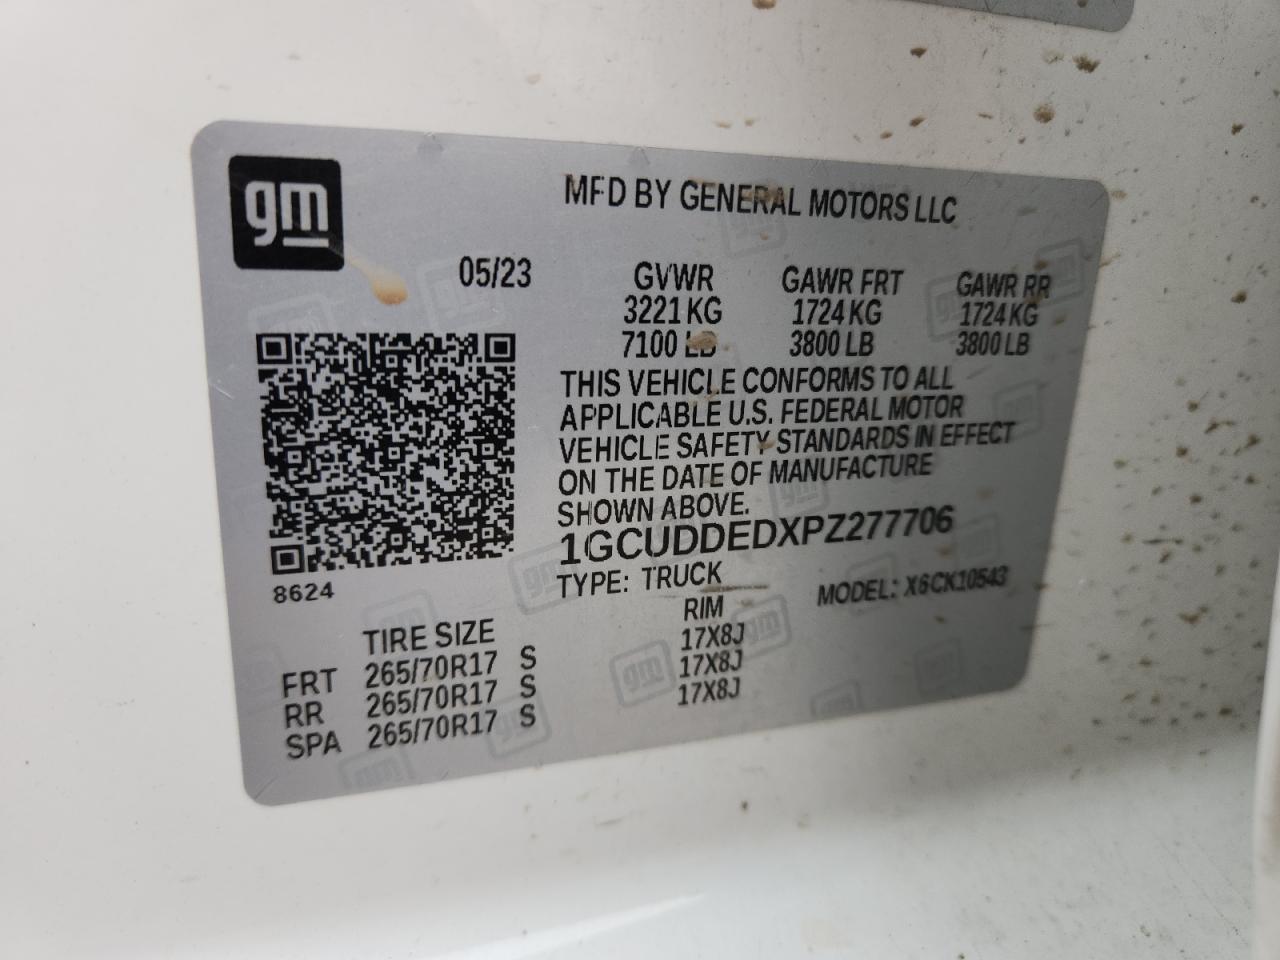 gm
MFD BY GENERAL MOTORS LLC
05/23
GVWR GAWR FRT GAWR RR
3221 KG 1724 KG 1724 KG
7100 LB 3800 LB 3800 LB
THIS VEHICLE CONFORMS TO ALL
APPLICABLE U.S. FEDERAL MOTOR
VEHICLE SAFETY STANDARDS IN EFFECT
ON THE DATE OF MANUFACTURE
SHOWN ABOVE.
1GCUDDEDXPZ277706
TYPE: TRUCK MODEL: X6CK10543
8624
TIRE SIZE RIM
FRT 265/70R17 S 17X8J
RR 265/70R17 S 17X8J
SPA 265/70R17 S 17X8J